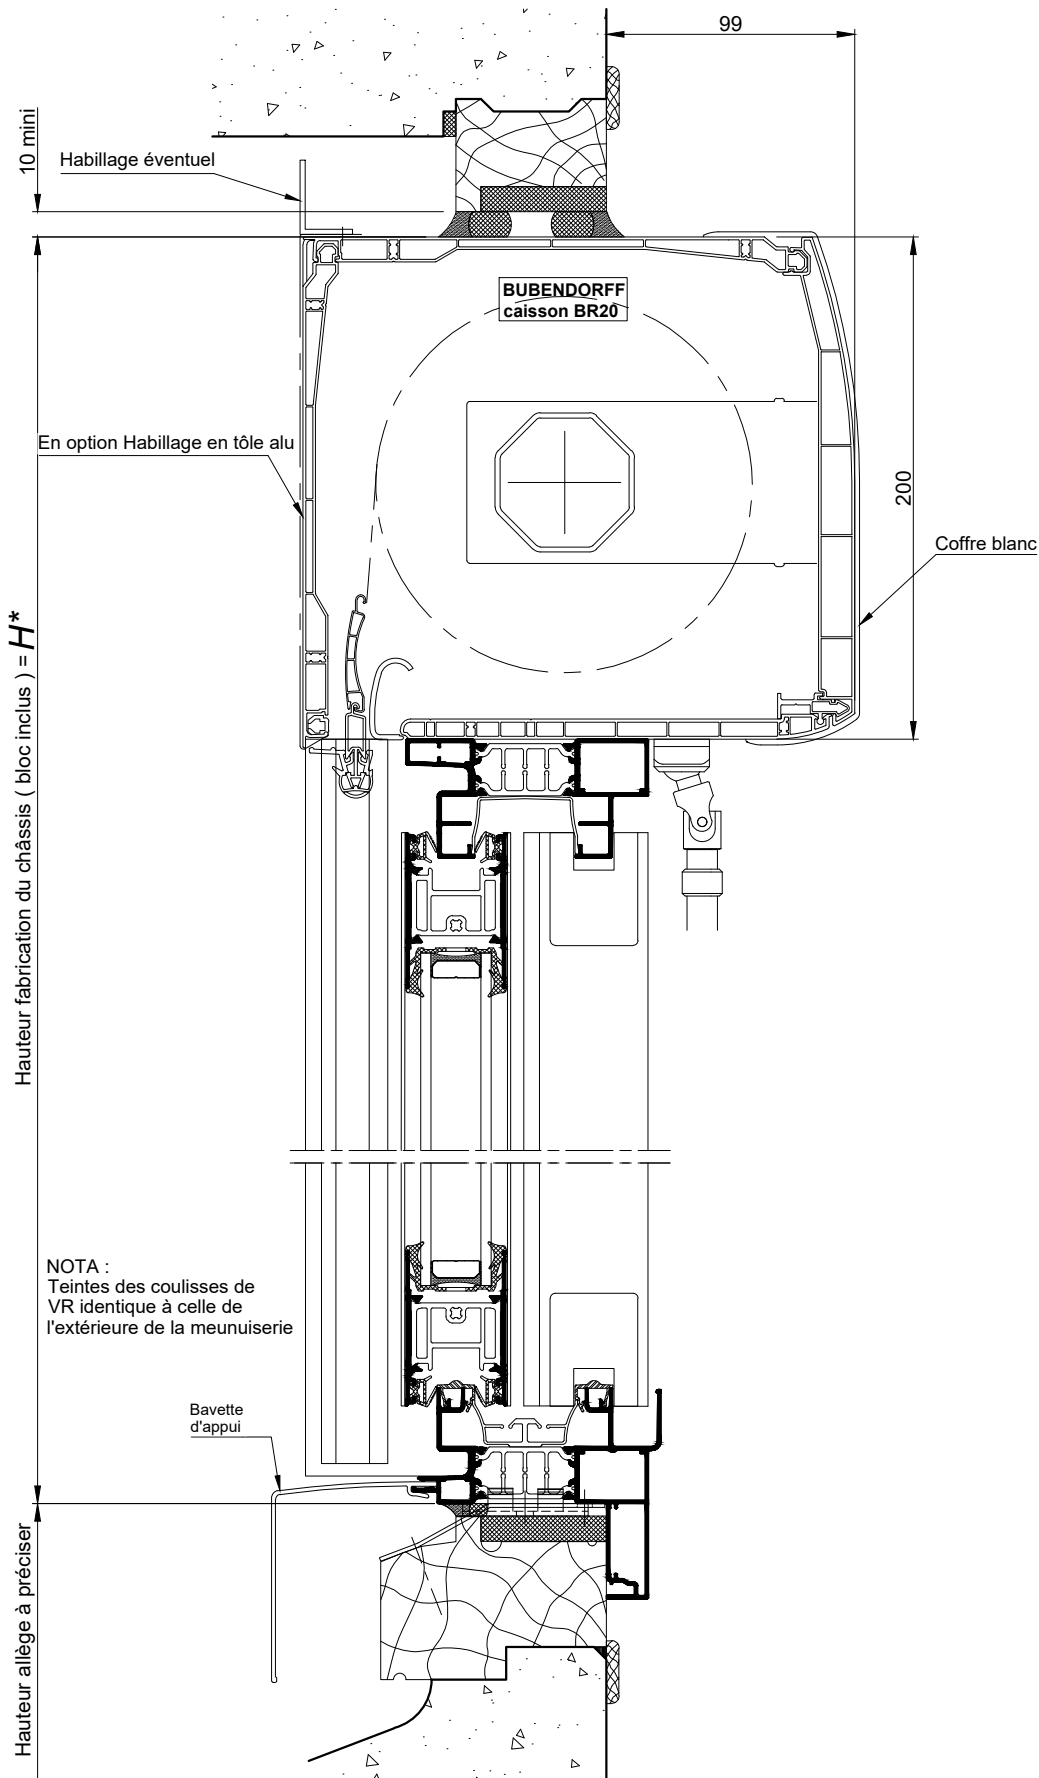 99
10 mini
Habillage éventuel
BUBENDORFF
caisson BR20
En option Habillage en tôle alu
200
Coffre blanc
Hauteur fabrication du châssis ( bloc inclus ) = H*
NOTA :
Teintes des coulisses de
VR identique à celle de
l'extérieure de la meunuiserie
Bavette
d'appui
Hauteur allège à préciser